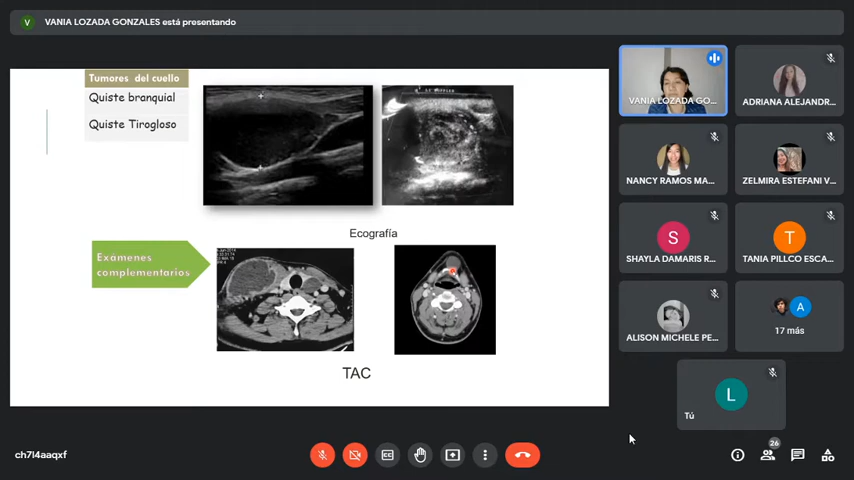 V
VANIA LOZADA GONZALES está presentando
Tumores del cuello
Quiste branquial
Quiste Tirogloso
Ecografía
Exámenes
complementarios
TAC
VANIA LOZADA GO...
ADRIANA ALEJANDR...
NANCY RAMOS MA...
ZELMIRA ESTEFANI V...
S
SHAYLA DAMARIS R...
T
TANIA PILLCO ESCA...
ALISON MICHELE PE...
A
17 más
L
Tú
ch7l4aaqxf
CC
26